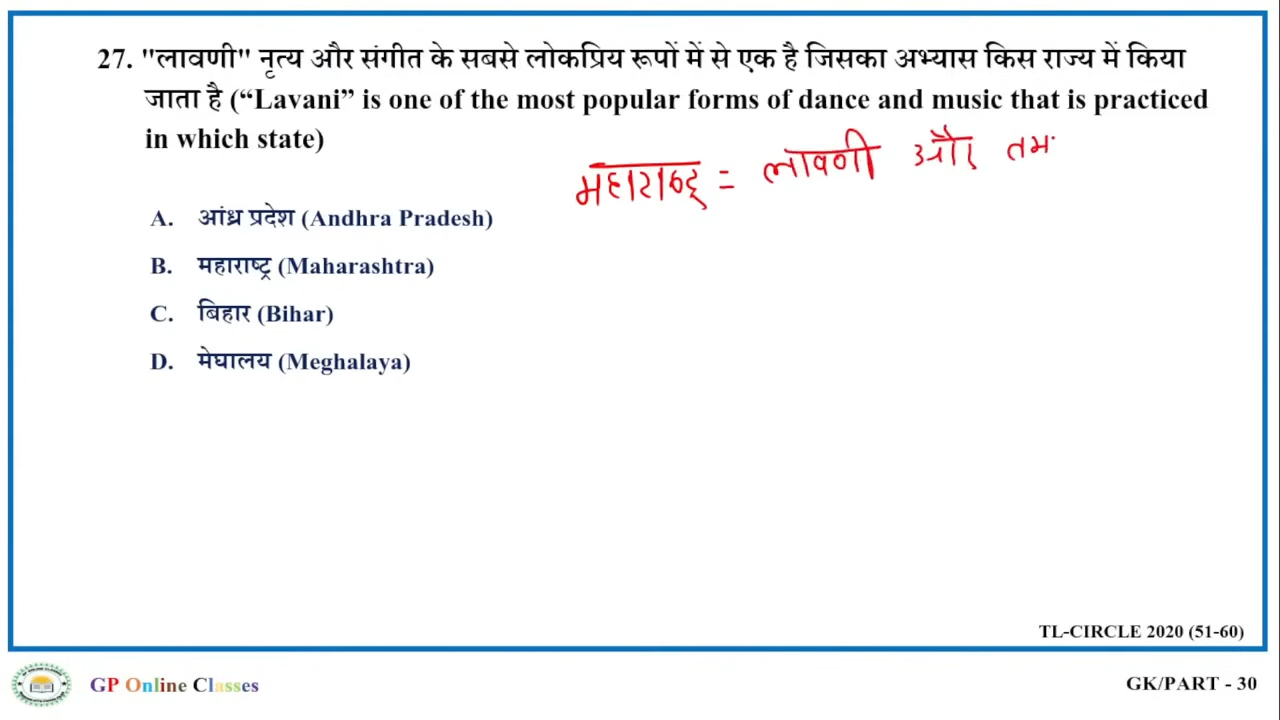 27. "लावणी" नृत्य और संगीत के सबसे लोकप्रिय रूपों में से एक है जिसका अभ्यास किस राज्य में किया
जाता है (“Lavani” is one of the most popular forms of dance and music that is practiced
in which state)
महाराष्ट्र = लावणी और तम
A. आंध्र प्रदेश (Andhra Pradesh)
B. महाराष्ट्र (Maharashtra)
C. बिहार (Bihar)
D. मेघालय (Meghalaya)
TL-CIRCLE 2020 (51-60)
GP Online Classes
GK/PART - 30